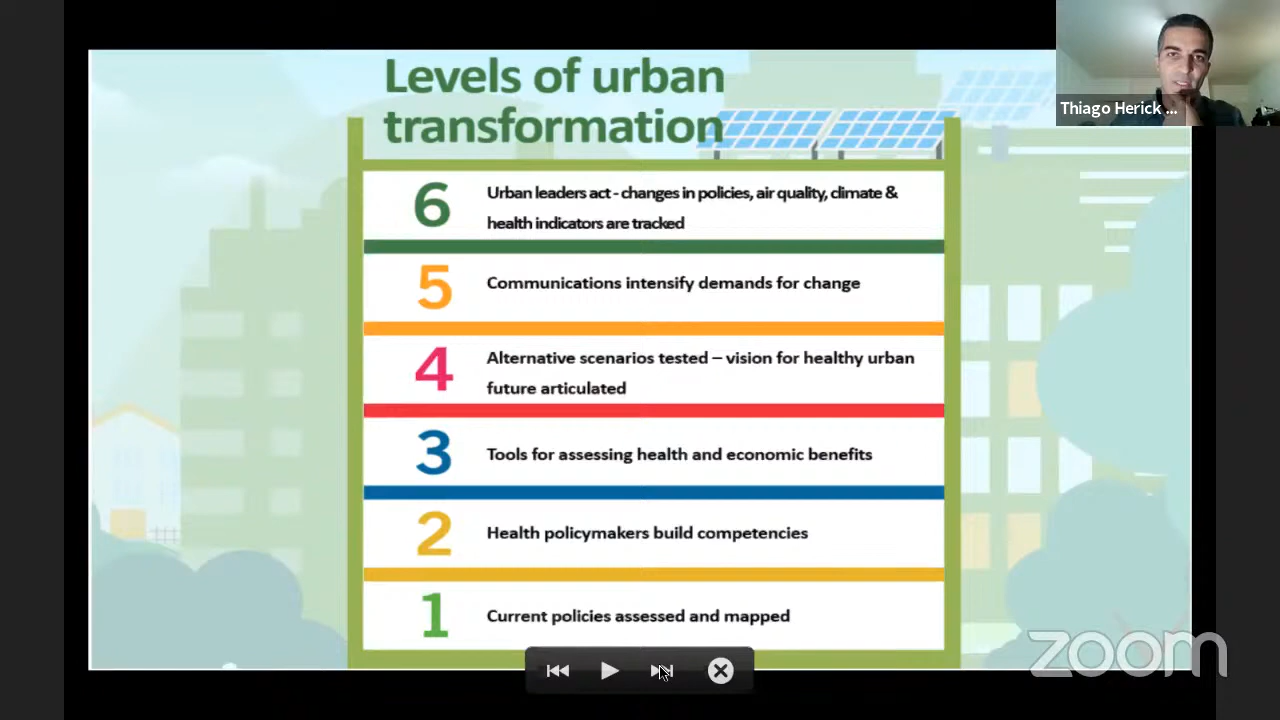 Levels of urban
transformation
Thiago Herick ...
6
Urban leaders act - changes in policies, air quality, climate &
health indicators are tracked
5
Communications intensify demands for change
4
Alternative scenarios tested – vision for healthy urban
future articulated
3
Tools for assessing health and economic benefits
2
Health policymakers build competencies
1
Current policies assessed and mapped
zoom